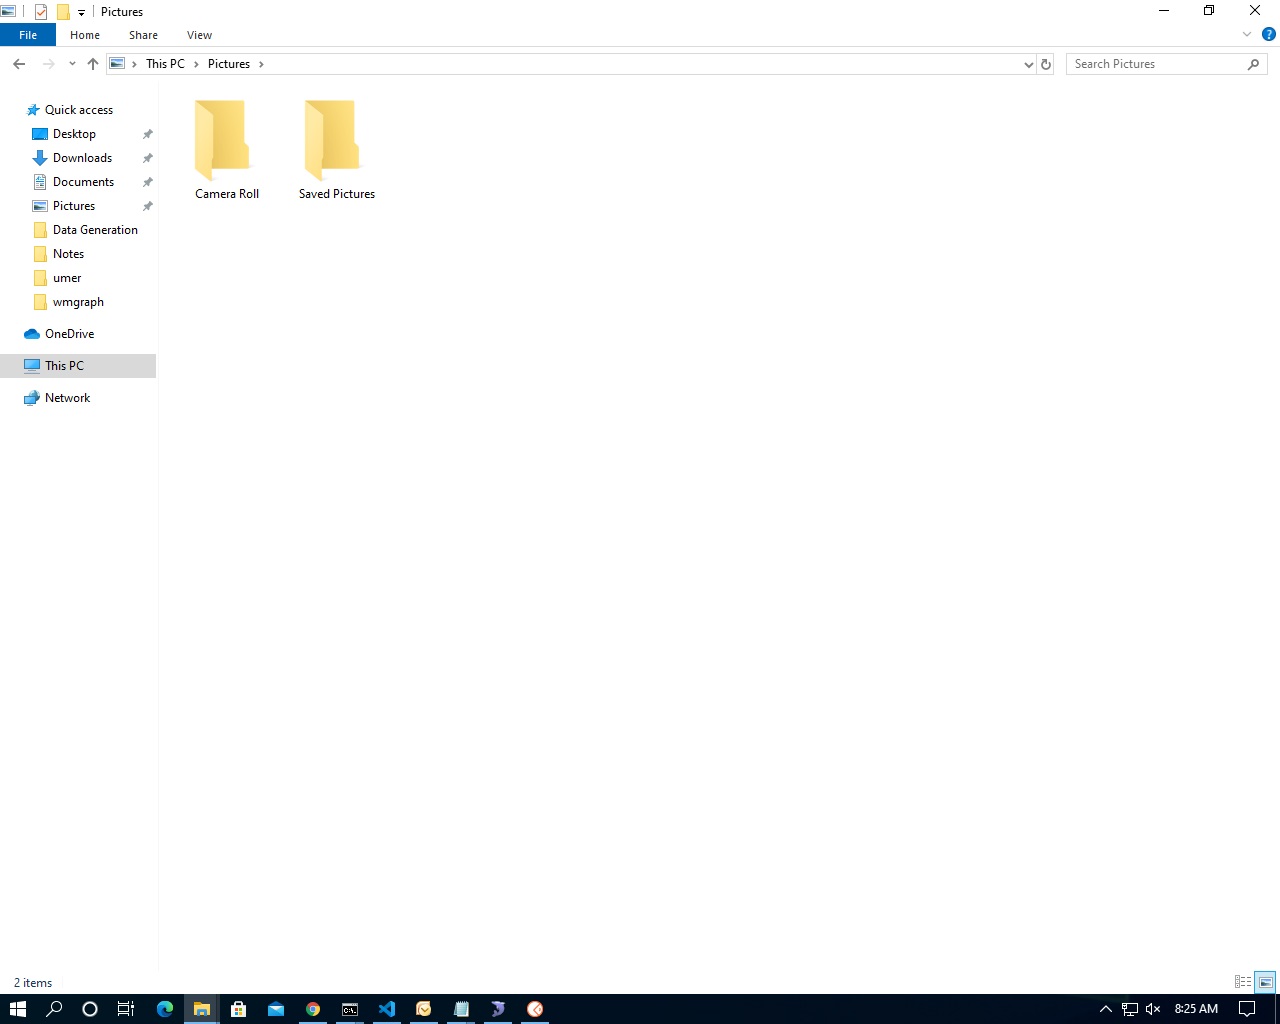 Pictures
File Home Share View
This PC Pictures
Search Pictures
Quick access
Desktop
Downloads
Documents
Pictures
Data Generation
Notes
umer
wmgraph
OneDrive
This PC
Network
Camera Roll
Saved Pictures
2 items
8:25 AM